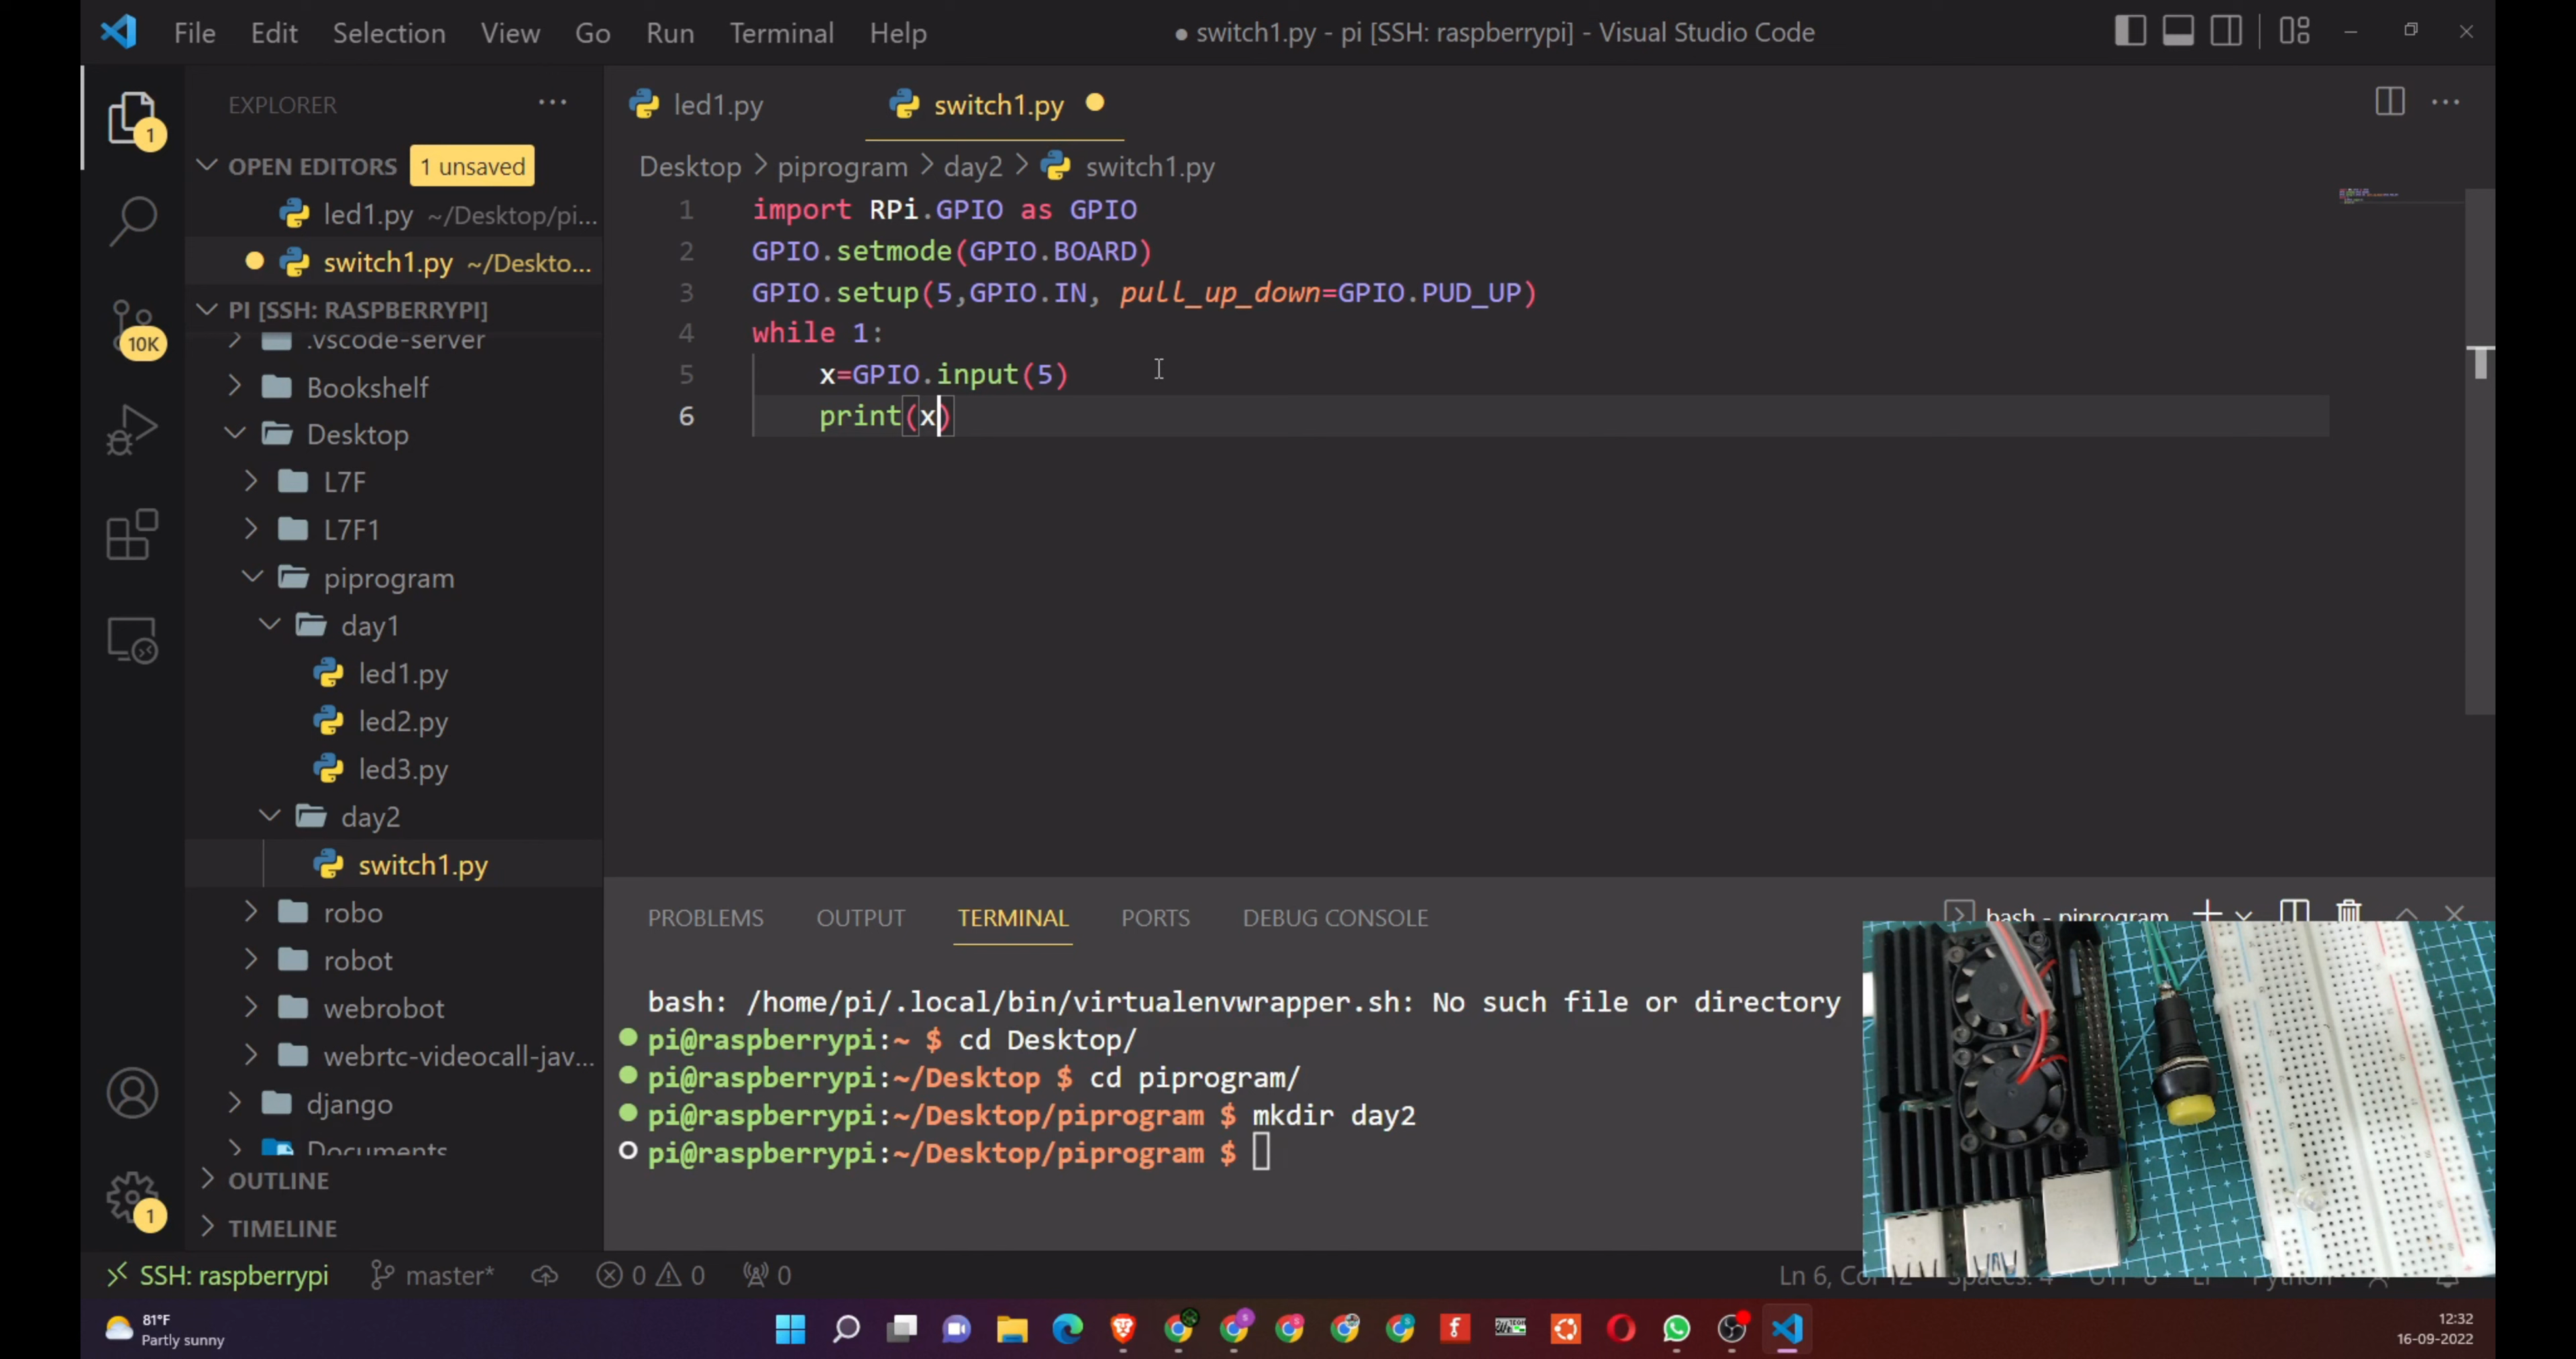 File Edit Selection View Go Run Terminal Help
● switch1.py - pi [SSH: raspberrypi] - Visual Studio Code
EXPLORER
1
OPEN EDITORS 1 unsaved
led1.py ~/Desktop/pi...
switch1.py ~/Deskto...
PI [SSH: RASPBERRYPI]
10K
.vscode-server
Bookshelf
Desktop
L7F
L7F1
piprogram
day1
led1.py
led2.py
led3.py
day2
switch1.py
robo
robot
webrobot
webrtc-videocall-jav...
django
Documents
OUTLINE
1
TIMELINE
led1.py switch1.py
Desktop > piprogram > day2 > switch1.py
1 import RPi.GPIO as GPIO
2 GPIO.setmode(GPIO.BOARD)
3 GPIO.setup(5,GPIO.IN, pull_up_down=GPIO.PUD_UP)
4 while 1:
5 x=GPIO.input(5)
6 print(x)
PROBLEMS OUTPUT TERMINAL PORTS DEBUG CONSOLE
bash - piprogram
bash: /home/pi/.local/bin/virtualenvwrapper.sh: No such file or directory
pi@raspberrypi:~ $ cd Desktop/
pi@raspberrypi:~/Desktop $ cd piprogram/
pi@raspberrypi:~/Desktop/piprogram $ mkdir day2
pi@raspberrypi:~/Desktop/piprogram $
SSH: raspberrypi master* 0 0 0
81°F
Partly sunny
12:32
16-09-2022